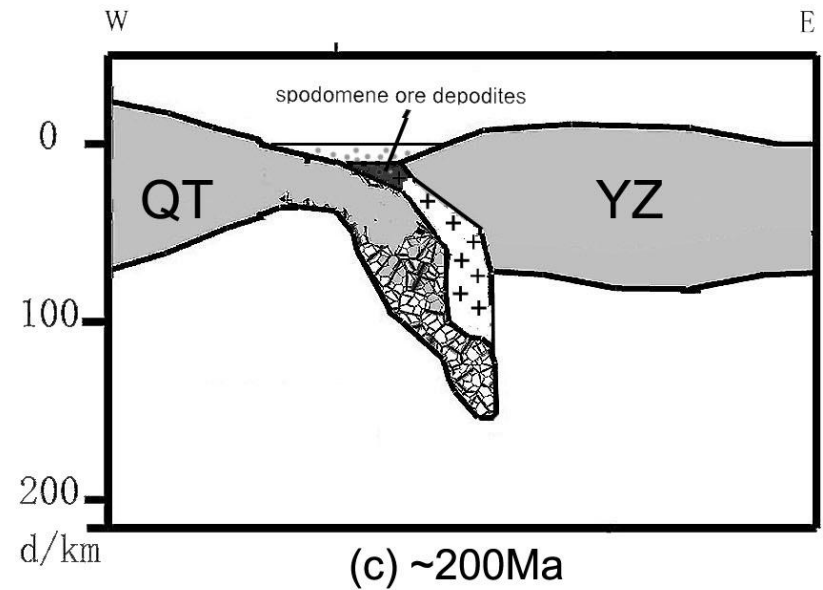 W E
spodomene ore depodites
0
QT YZ
100
200
d/km
(c) ~200Ma